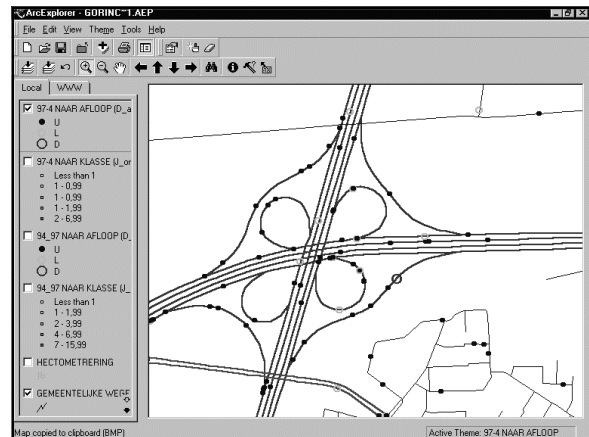 ArcExplorer - GORINC~1.AEP
File Edit View Theme Tools Help
Local WWW
97-4 NAAR AFLOOP (D_a
U
L
D
97-4 NAAR KLASSE (J_or
Less than 1
1 - 0,99
1 - 0,99
1 - 1,99
2 - 6,99
94_97 NAAR AFLOOP (D_
U
L
D
94_97 NAAR KLASSE (J_
Less than 1
1 - 1,99
2 - 3,99
4 - 6,99
7 - 15,99
HECTOMETRERING
GEMEENTELIJKE WEGE
Map copied to clipboard (BMP)
Active Theme: 97-4 NAAR AFLOOP